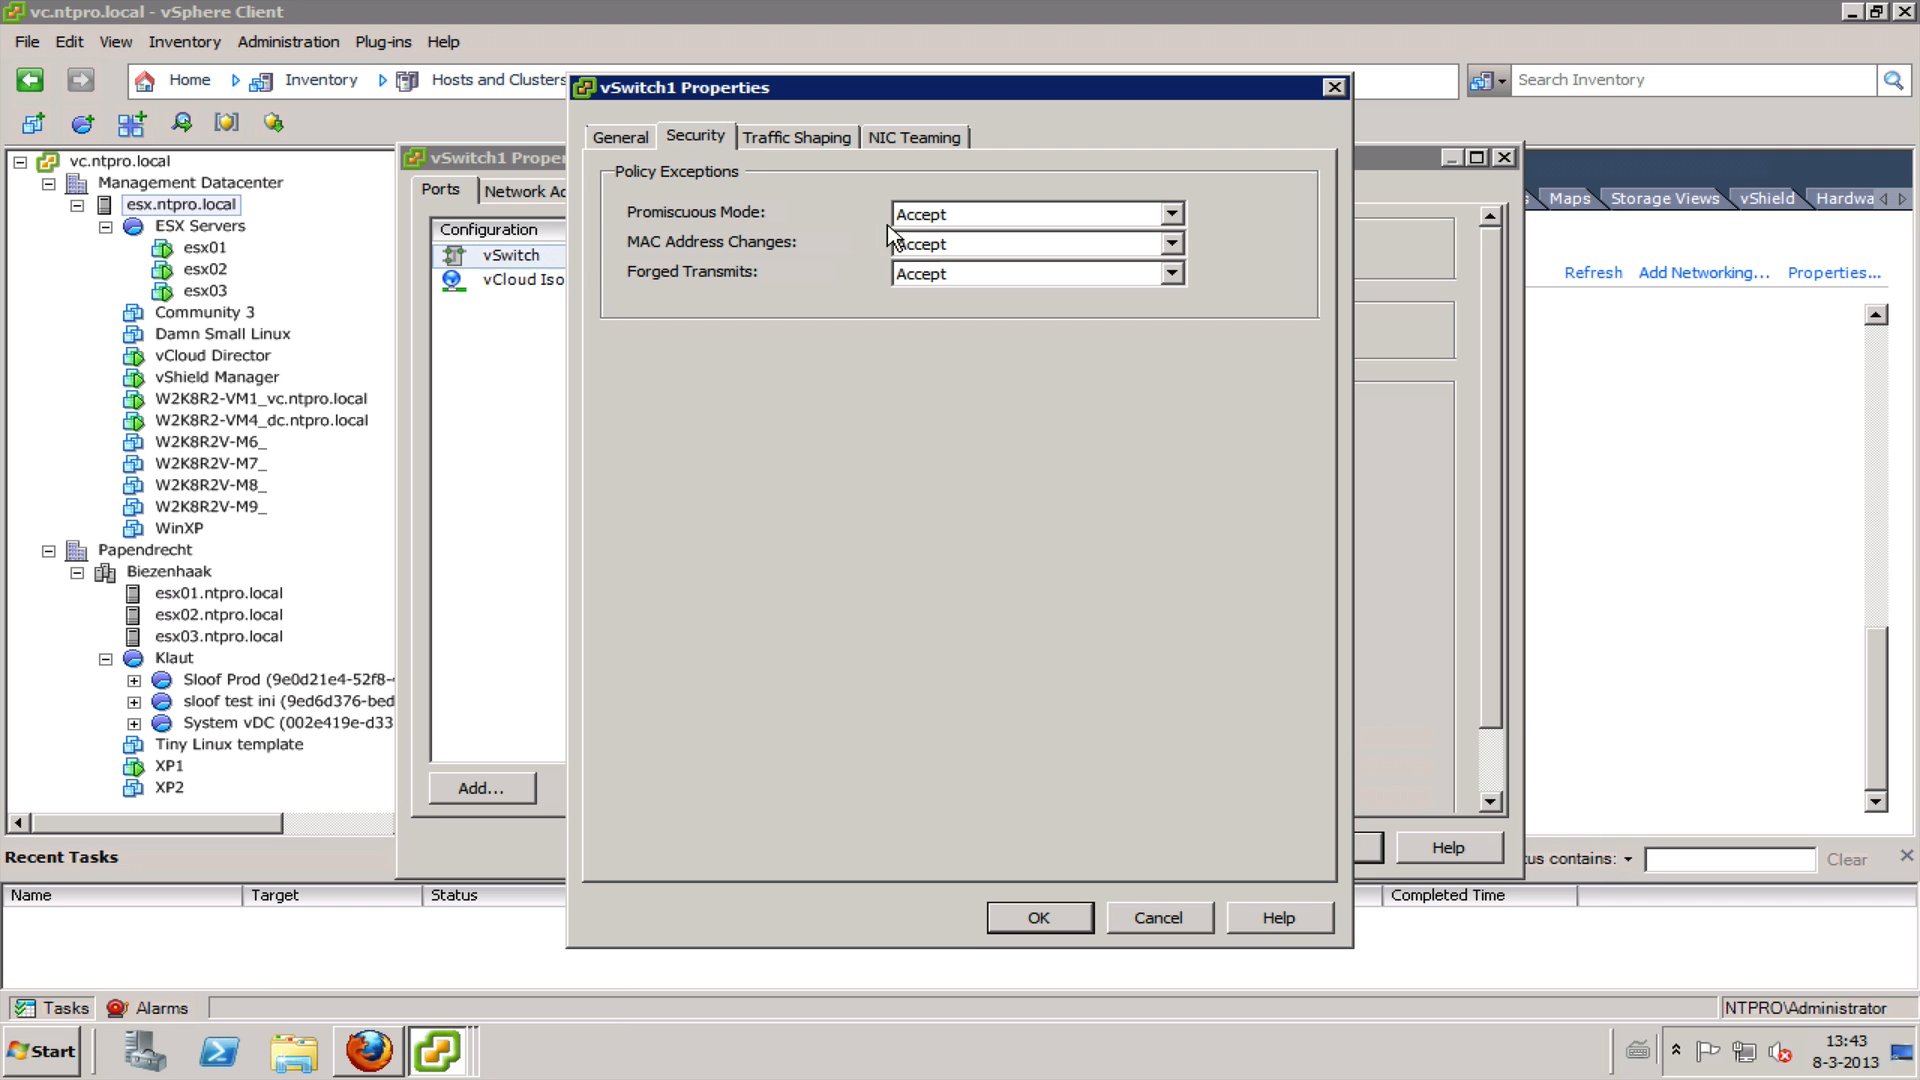 vc.ntpro.local - vSphere Client
File Edit View Inventory Administration Plug-ins Help
Home Inventory Hosts and Clusters
Search Inventory
vc.ntpro.local
Management Datacenter
esx.ntpro.local
ESX Servers
esx01
esx02
esx03
Community 3
Damn Small Linux
vCloud Director
vShield Manager
W2K8R2-VM1_vc.ntpro.local
W2K8R2-VM4_dc.ntpro.local
W2K8R2V-M6_
W2K8R2V-M7_
W2K8R2V-M8_
W2K8R2V-M9_
WinXP
Papendrecht
Biezenhaak
esx01.ntpro.local
esx02.ntpro.local
esx03.ntpro.local
Klaut
Sloof Prod (9e0d21e4-52f8-
sloof test ini (9ed6d376-bed
System vDC (002e419e-d33
Tiny Linux template
XP1
XP2
vSwitch1 Prope
Ports Network Ad
Configuration
vSwitch
vCloud Iso
Add...
Help
vSwitch1 Properties
General Security Traffic Shaping NIC Teaming
Policy Exceptions
Promiscuous Mode: Accept
MAC Address Changes: Accept
Forged Transmits: Accept
OK Cancel Help
s Maps Storage Views vShield Hardwa
Refresh Add Networking... Properties...
Recent Tasks
tus contains: Clear
Name Target Status Completed Time
Tasks Alarms
NTPRO\Administrator
Start
13:43
8-3-2013